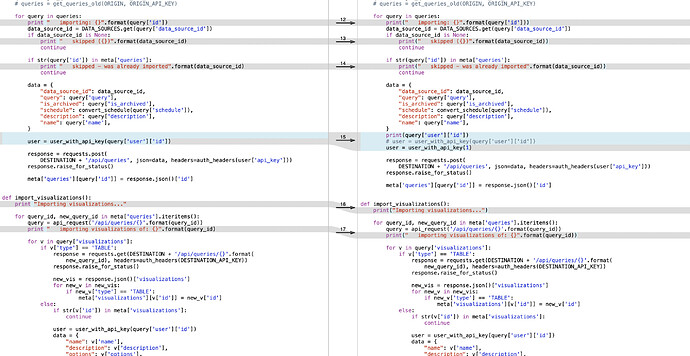 # queries = get_queries_old(ORIGIN, ORIGIN_API_KEY)
for query in queries:
print "   importing: {}".format(query['id'])
data_source_id = DATA_SOURCES.get(query['data_source_id'])
if data_source_id is None:
print "   skipped ({})".format(data_source_id)
continue
if str(query['id']) in meta['queries']:
print "   skipped - was already imported".format(data_source_id)
continue
data = {
"data_source_id": data_source_id,
"query": query['query'],
"is_archived": query['is_archived'],
"schedule": convert_schedule(query['schedule']),
"description": query['description'],
"name": query['name'],
}
user = user_with_api_key(query['user']['id'])
response = requests.post(
DESTINATION + '/api/queries', json=data, headers=auth_headers(user['api_key']))
response.raise_for_status()
meta['queries'][query['id']] = response.json()['id']
def import_visualizations():
print "Importing visualizations..."
for query_id, new_query_id in meta['queries'].iteritems():
query = api_request('/api/queries/{}'.format(query_id))
print "   importing visualizations of: {}".format(query_id)
for v in query['visualizations']:
if v['type'] == 'TABLE':
response = requests.get(DESTINATION + '/api/queries/{}'.format(
new_query_id), headers=auth_headers(DESTINATION_API_KEY))
response.raise_for_status()
new_vis = response.json()['visualizations']
for new_v in new_vis:
if new_v['type'] == 'TABLE':
meta['visualizations'][v['id']] = new_v['id']
else:
if str(v['id']) in meta['visualizations']:
continue
user = user_with_api_key(query['user']['id'])
data = {
"name": v['name'],
"description": v['description'],
"options": v['options'],
12
13
14
15
16
17
# queries = get_queries_old(ORIGIN, ORIGIN_API_KEY)
for query in queries:
print("   importing: {}".format(query['id']))
data_source_id = DATA_SOURCES.get(query['data_source_id'])
if data_source_id is None:
print("   skipped ({})".format(data_source_id))
continue
if str(query['id']) in meta['queries']:
print("   skipped - was already imported".format(data_source_id))
continue
data = {
"data_source_id": data_source_id,
"query": query['query'],
"is_archived": query['is_archived'],
"schedule": convert_schedule(query['schedule']),
"description": query['description'],
"name": query['name'],
}
print(query['user']['id'])
# user = user_with_api_key(query['user']['id'])
user = user_with_api_key()
response = requests.post(
DESTINATION + '/api/queries', json=data, headers=auth_headers(user["api_key"]))
response.raise_for_status()
meta['queries'][query['id']] = response.json()['id']
def import_visualizations():
print("Importing visualizations...")
for query_id, new_query_id in meta['queries'].iteritems():
query = api_request('/api/queries/{}'.format(query_id))
print("   importing visualizations of: {}".format(query_id))
for v in query['visualizations']:
if v['type'] == 'TABLE':
response = requests.get(DESTINATION + '/api/queries/{}'.format(
new_query_id), headers=auth_headers(DESTINATION_API_KEY))
response.raise_for_status()
new_vis = response.json()['visualizations']
for new_v in new_vis:
if new_v['type'] == 'TABLE':
meta['visualizations'][v['id']] = new_v['id']
else:
if str(v['id']) in meta['visualizations']:
continue
user = user_with_api_key(query['user']['id'])
data = {
"name": v['name'],
"description": v['description'],